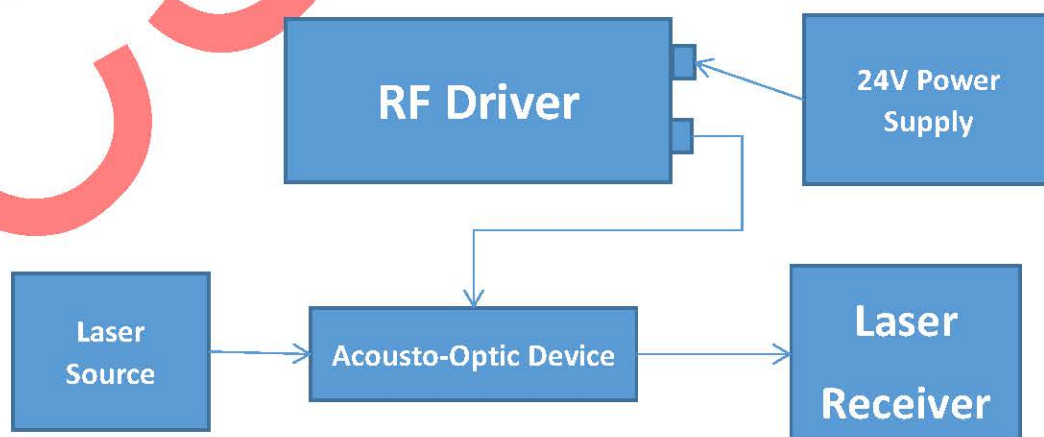 RF Driver
24V Power
Supply
Laser
Source
Acousto-Optic Device
Laser
Receiver